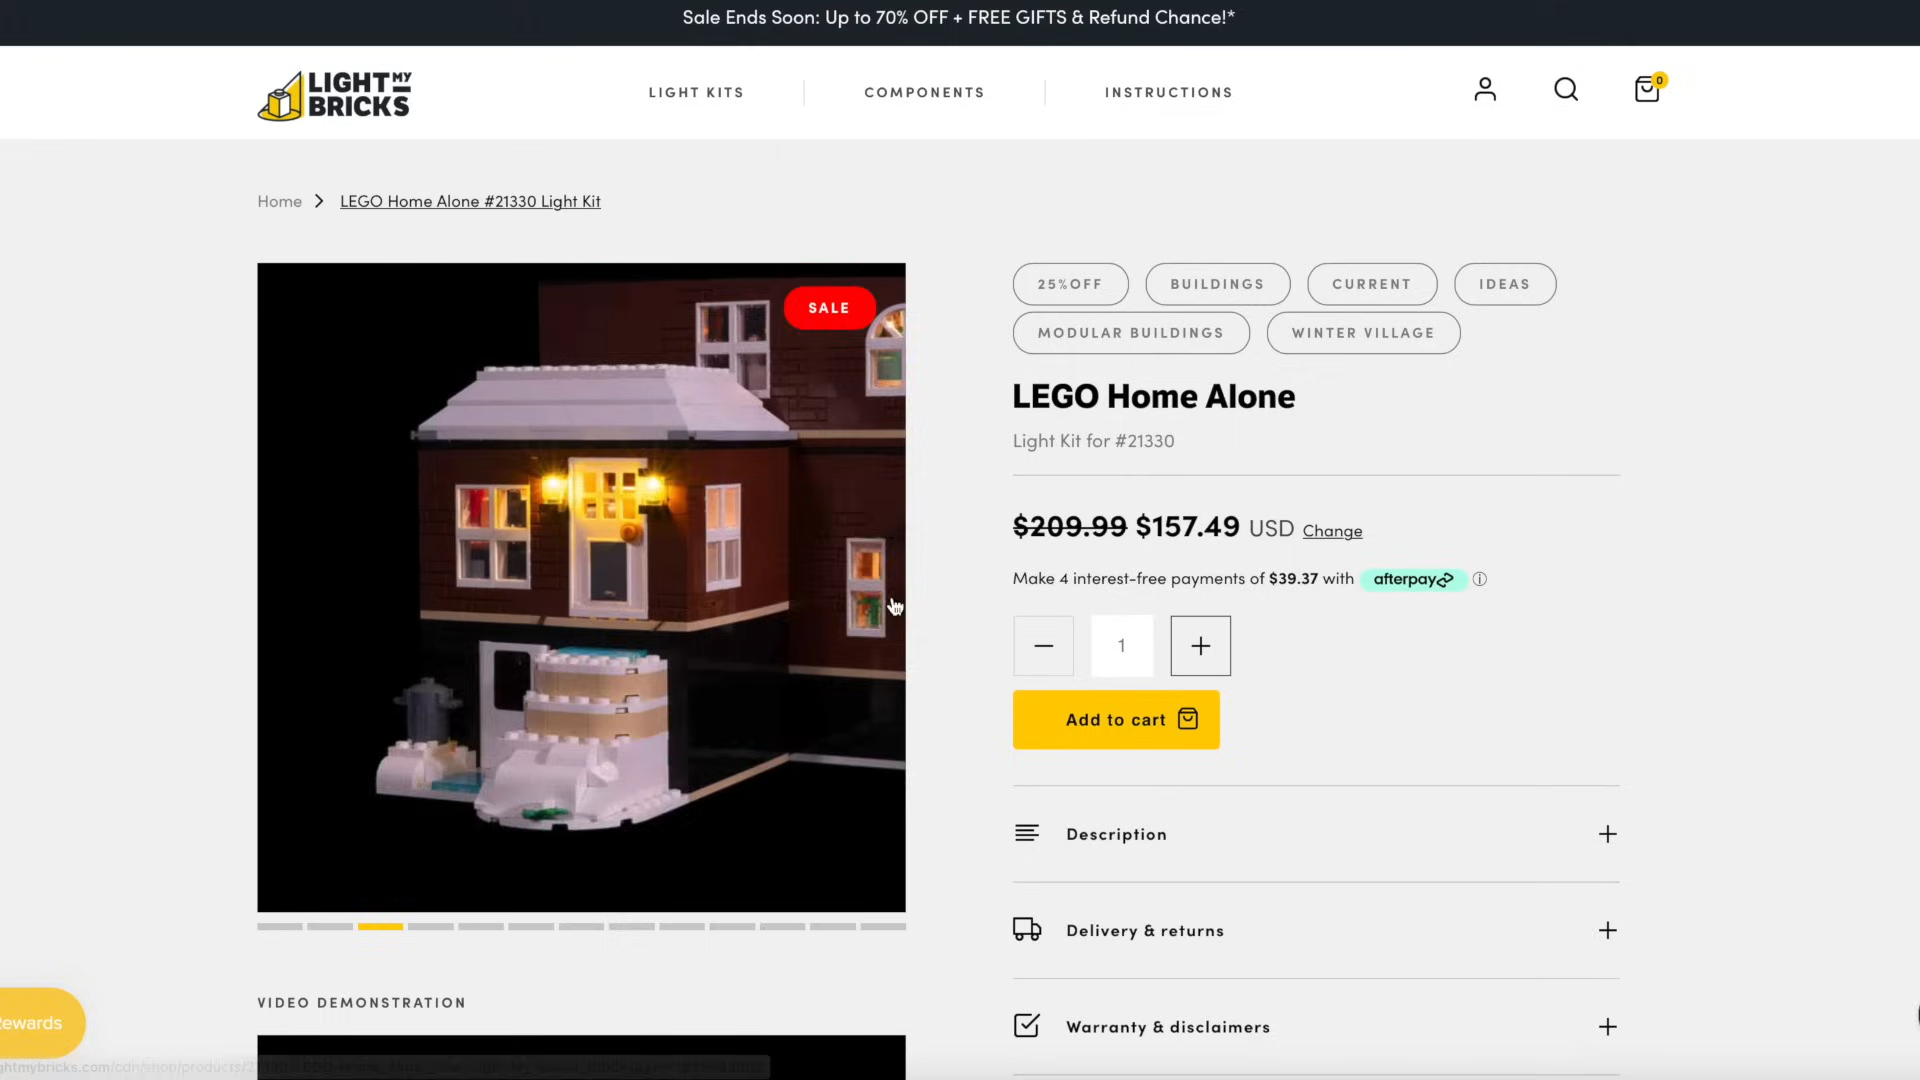 Sale Ends Soon: Up to 70% OFF + FREE GIFTS & Refund Chance!*
LIGHT MY BRICKS
LIGHT KITS
COMPONENTS
INSTRUCTIONS
0
Home
LEGO Home Alone #21330 Light Kit
SALE
25%OFF
BUILDINGS
CURRENT
IDEAS
MODULAR BUILDINGS
WINTER VILLAGE
LEGO Home Alone
Light Kit for #21330
$209.99 $157.49 USD Change
Make 4 interest-free payments of $39.37 with afterpay
1
Add to cart
Description
Delivery & returns
Warranty & disclaimers
VIDEO DEMONSTRATION
ewards